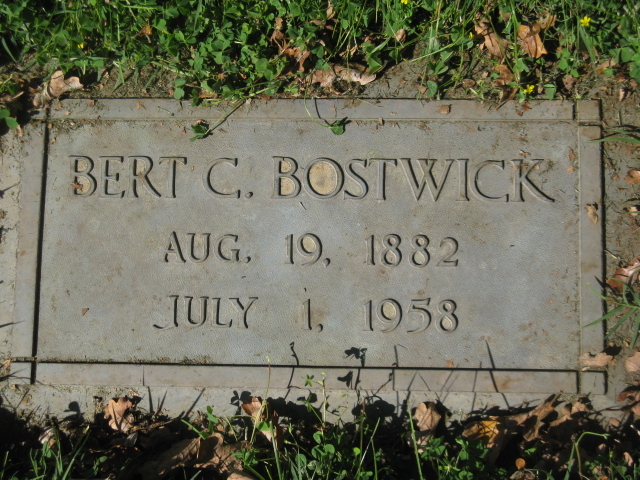 BERT C. BOSTWICK
AUG. 19, 1882
JULY 1, 1958